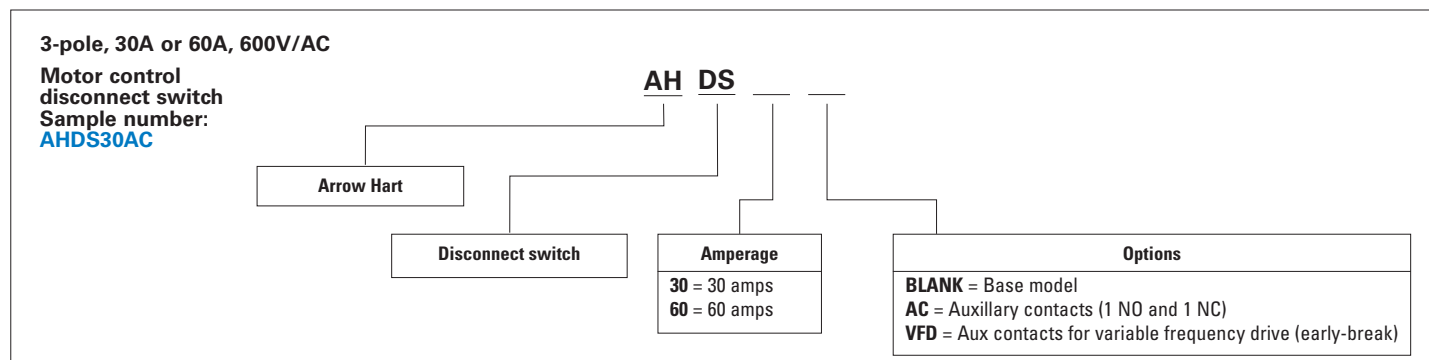 3-pole, 30A or 60A, 600V/AC
Motor control
disconnect switch
Sample number:
AHDS30AC
AH DS __ __
Arrow Hart
Disconnect switch
Amperage
30 = 30 amps
60 = 60 amps
Options
BLANK = Base model
AC = Auxillary contacts (1 NO and 1 NC)
VFD = Aux contacts for variable frequency drive (early-break)